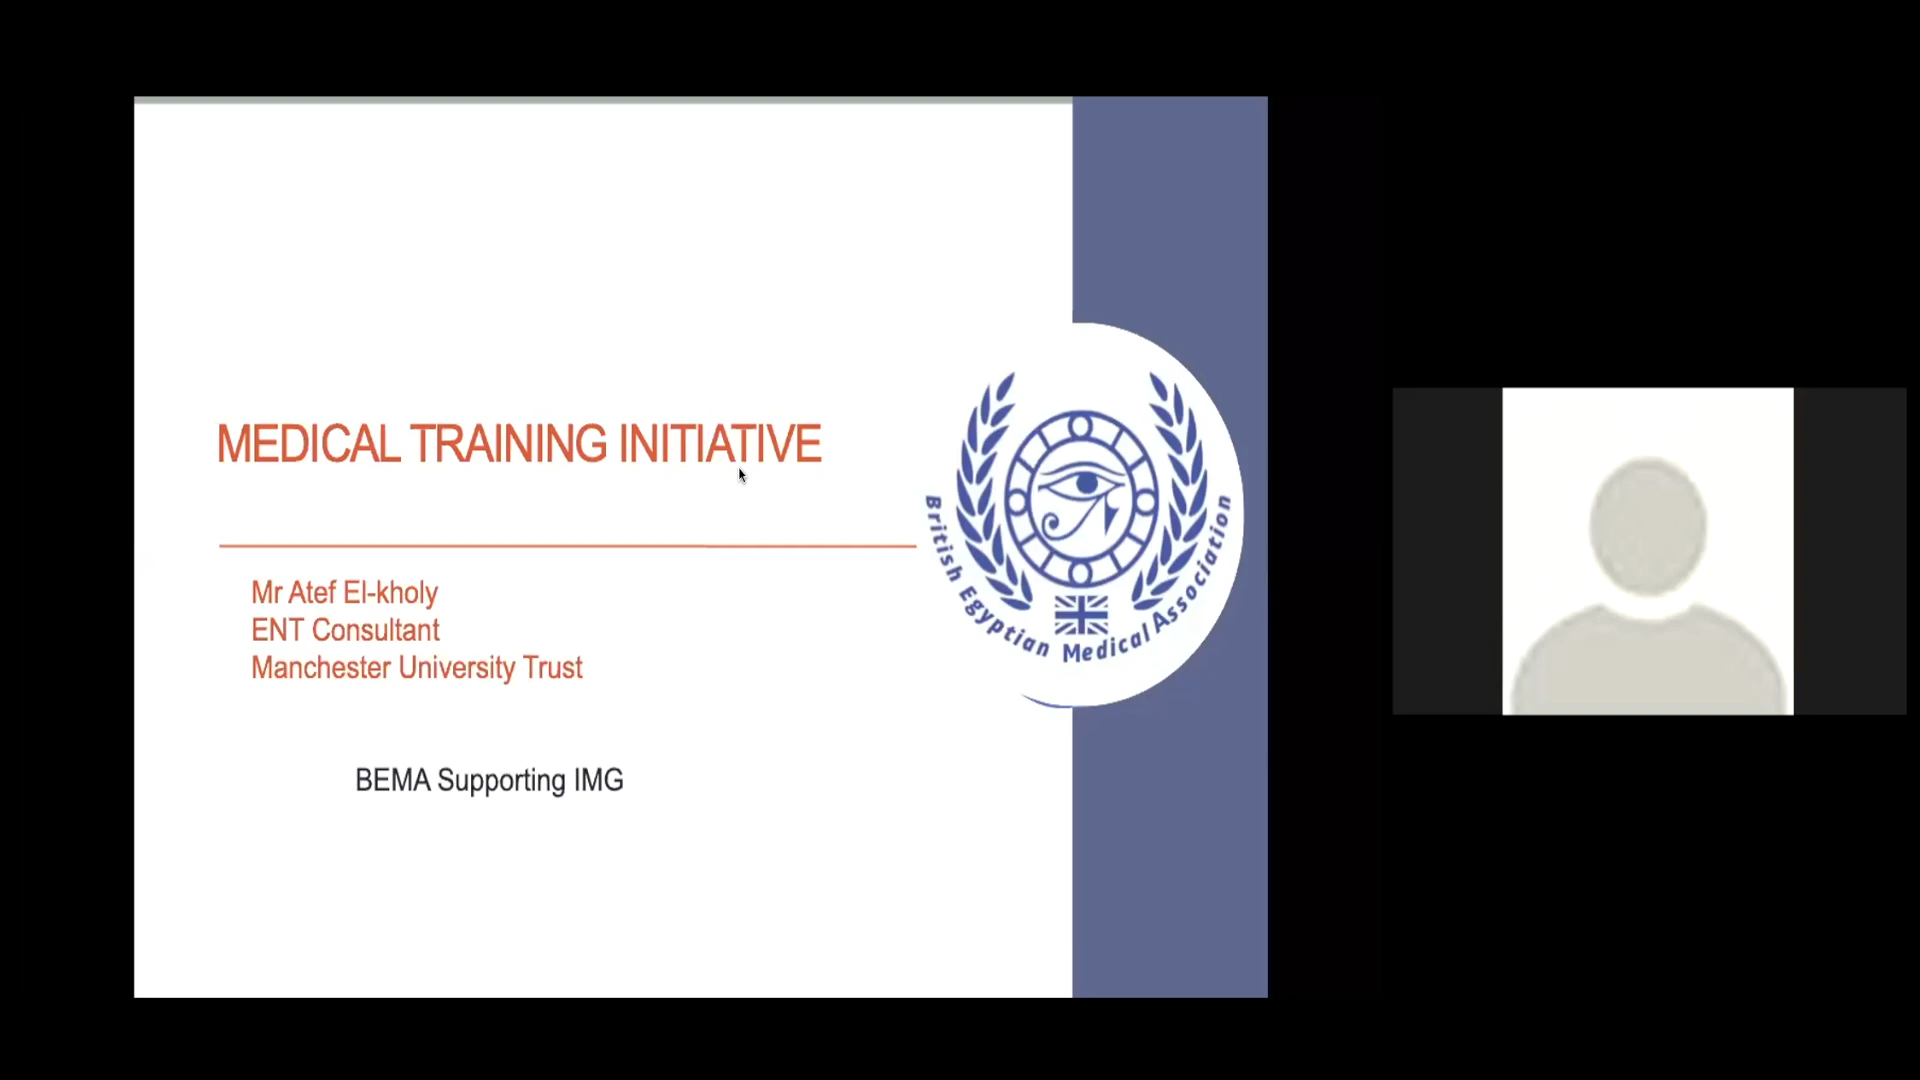 MEDICAL TRAINING INITIATIVE
Mr Atef El-kholy
ENT Consultant
Manchester University Trust
BEMA Supporting IMG
British Egyptian Medical Association